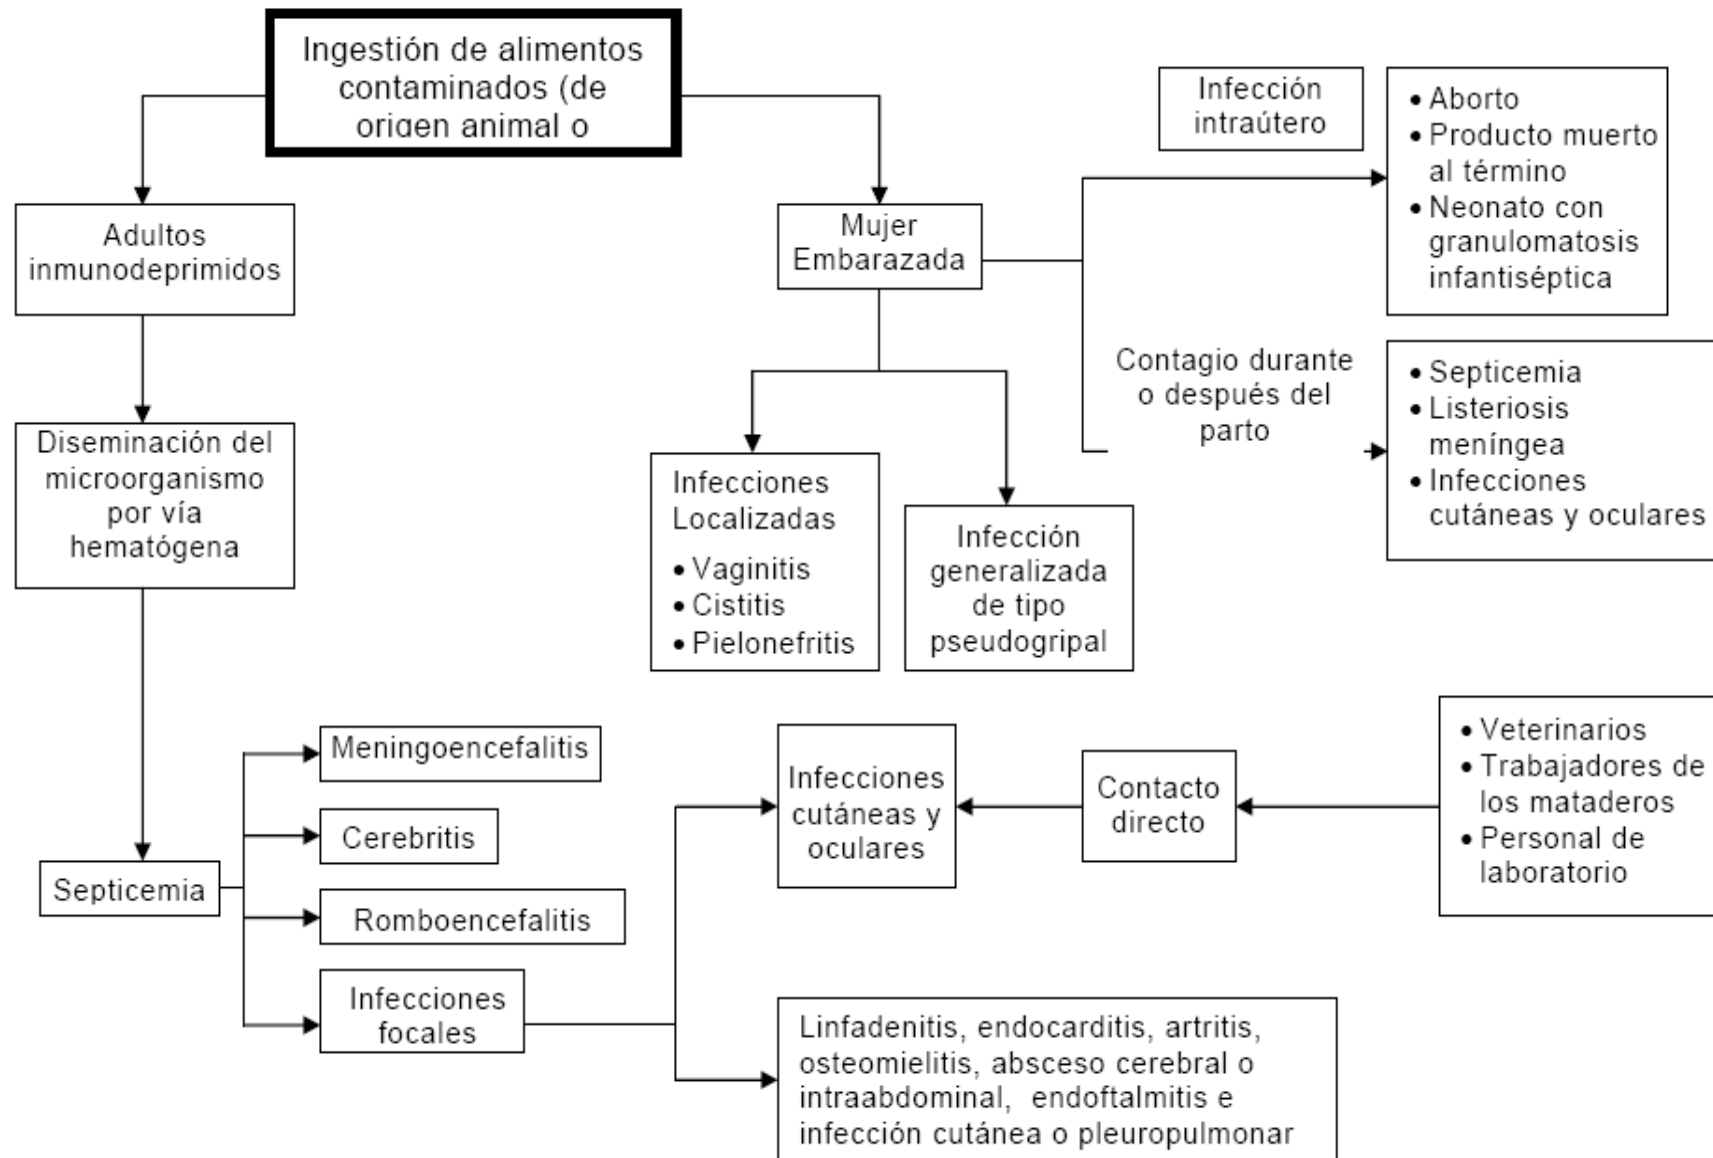 Ingestión de alimentos
contaminados (de
origen animal o
Infección
intraútero
• Aborto
• Producto muerto
al término
• Neonato con
granulomatosis
infantiséptica
Adultos
inmunodeprimidos
Mujer
Embarazada
Contagio durante
o después del
parto
• Septicemia
• Listeriosis
meníngea
• Infecciones
cutáneas y oculares
Diseminación del
microorganismo
por vía
hematógena
Infecciones
Localizadas
• Vaginitis
• Cistitis
• Pielonefritis
Infección
generalizada
de tipo
pseudogripal
Septicemia
Meningoencefalitis
Cerebritis
Romboencefalitis
Infecciones
focales
Infecciones
cutáneas y
oculares
Contacto
directo
• Veterinarios
• Trabajadores de
los mataderos
• Personal de
laboratorio
Linfadenitis, endocarditis, artritis,
osteomielitis, absceso cerebral o
intraabdominal, endoftalmitis e
infección cutánea o pleuropulmonar